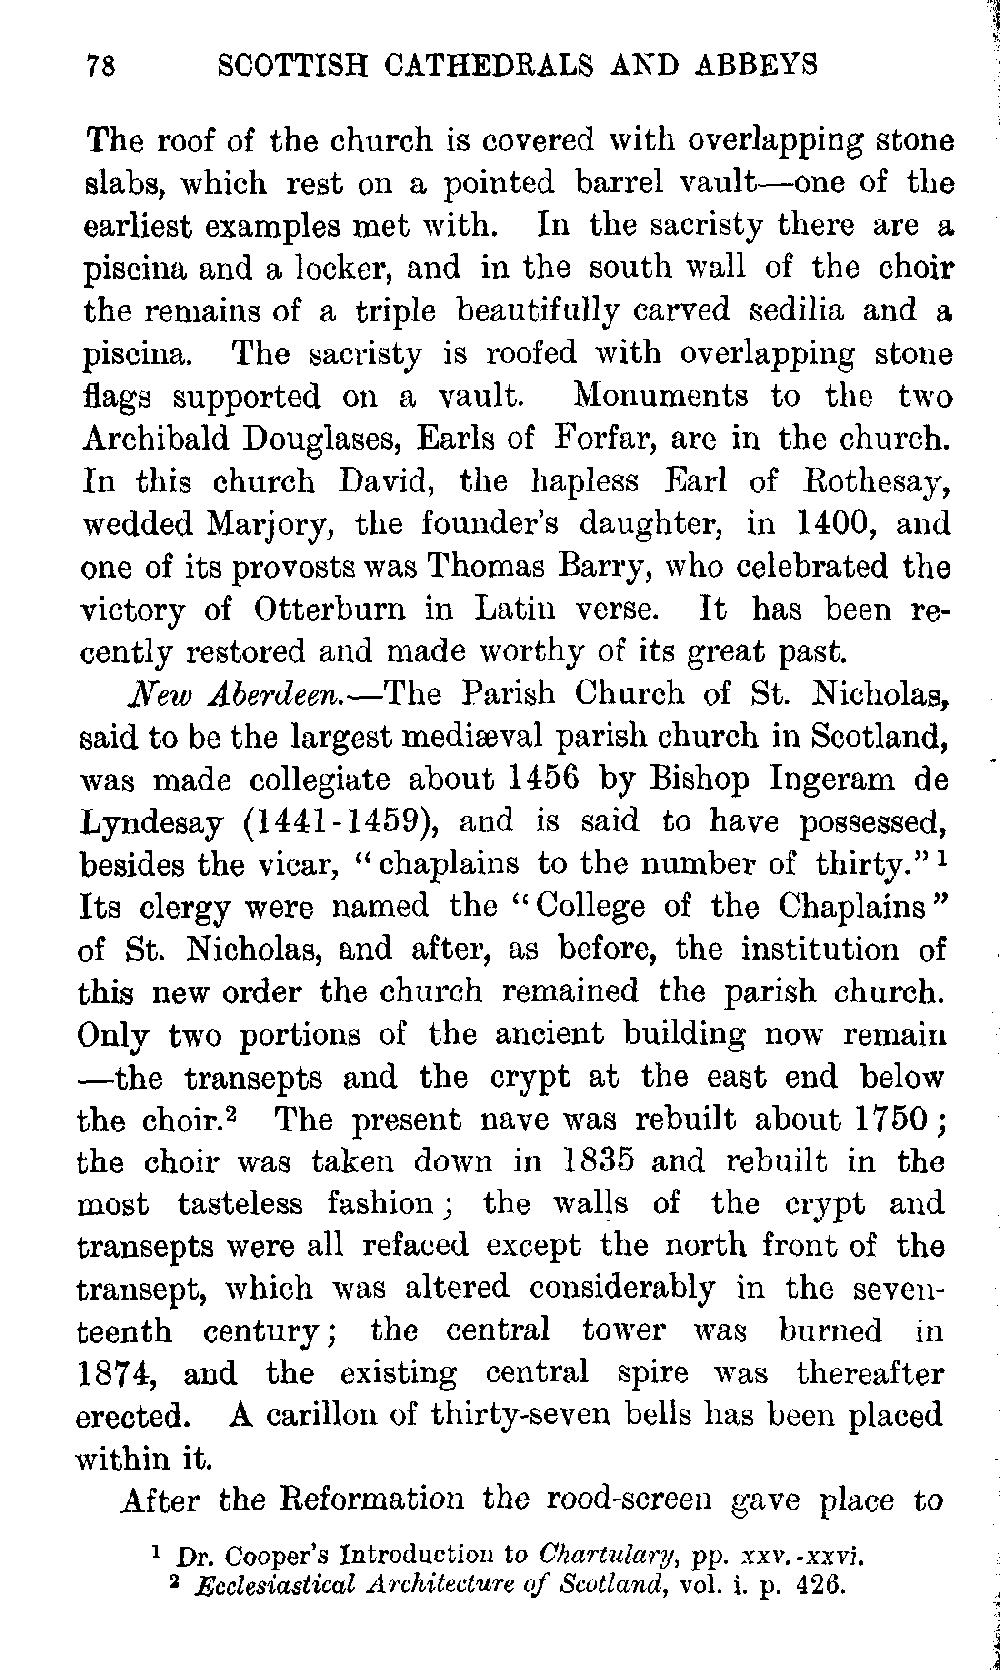 78 SCOTTISH CATHEDRALS AND ABBEYS
The roof of the church is covered with overlapping stone
slabs, which rest on a pointed barrel vault—one of the
earliest examples met with. In the sacristy there are a
piscina and a locker, and in the south wall of the choir
the remains of a triple beautifully carved sedilia and a
piscina. The sacristy is roofed with overlapping stone
flags supported on a vault. Monuments to the two
Archibald Douglases, Earls of Forfar, are in the church.
In this church David, the hapless Earl of Rothesay,
wedded Marjory, the founder's daughter, in 1400, and
one of its provosts was Thomas Barry, who celebrated the
victory of Otterburn in Latin verse. It has been re-
cently restored and made worthy of its great past.
New Aberdeen.—The Parish Church of St. Nicholas,
said to be the largest mediæval parish church in Scotland,
was made collegiate about 1456 by Bishop Ingeram de
Lyndesay (1441-1459), and is said to have possessed,
besides the vicar, "chaplains to the number of thirty." ¹
Its clergy were named the "College of the Chaplains"
of St. Nicholas, and after, as before, the institution of
this new order the church remained the parish church.
Only two portions of the ancient building now remain
—the transepts and the crypt at the east end below
the choir.² The present nave was rebuilt about 1750;
the choir was taken down in 1835 and rebuilt in the
most tasteless fashion; the walls of the crypt and
transepts were all refaced except the north front of the
transept, which was altered considerably in the seven-
teenth century; the central tower was burned in
1874, and the existing central spire was thereafter
erected. A carillon of thirty-seven bells has been placed
within it.
After the Reformation the rood-screen gave place to
¹ Dr. Cooper's Introduction to Chartulary, pp. xxv.-xxvi.
² Ecclesiastical Architecture of Scotland, vol. i. p. 426.